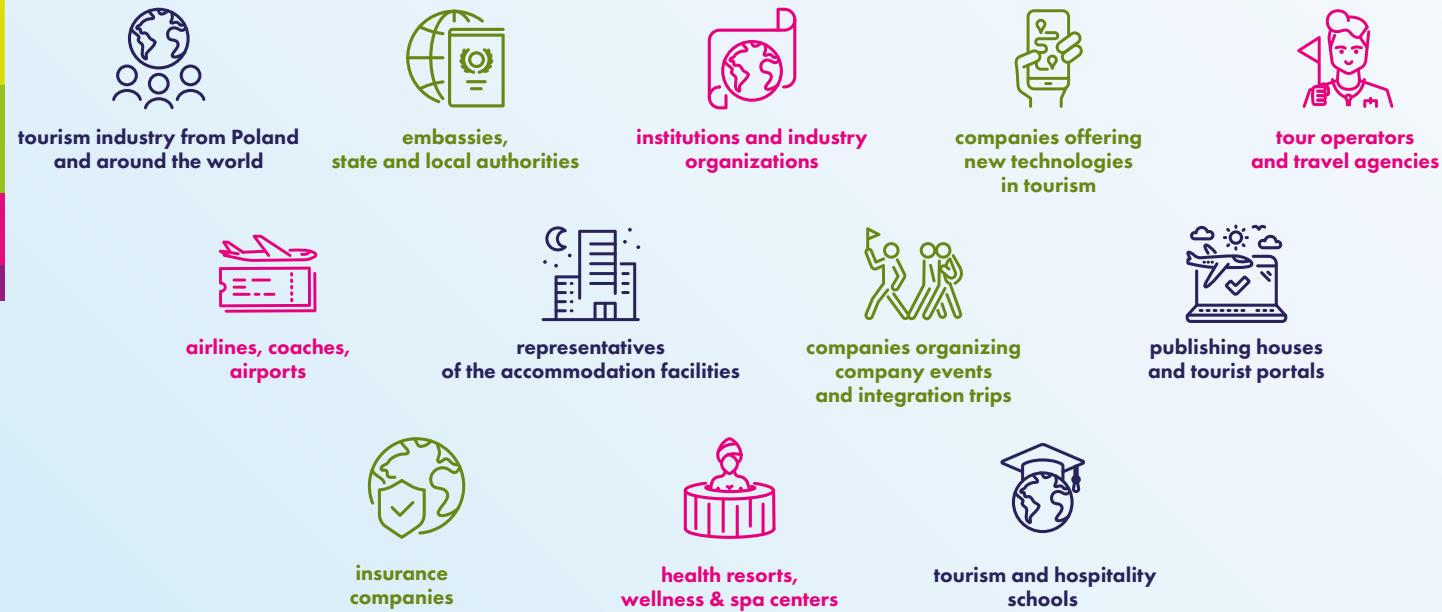 tourism industry from Poland
and around the world
embassies,
state and local authorities
institutions and industry
organizations
companies offering
new technologies
in tourism
tour operators
and travel agencies
airlines, coaches,
airports
representatives
of the accommodation facilities
companies organizing
company events
and integration trips
publishing houses
and tourist portals
insurance
companies
health resorts,
wellness & spa centers
tourism and hospitality
schools